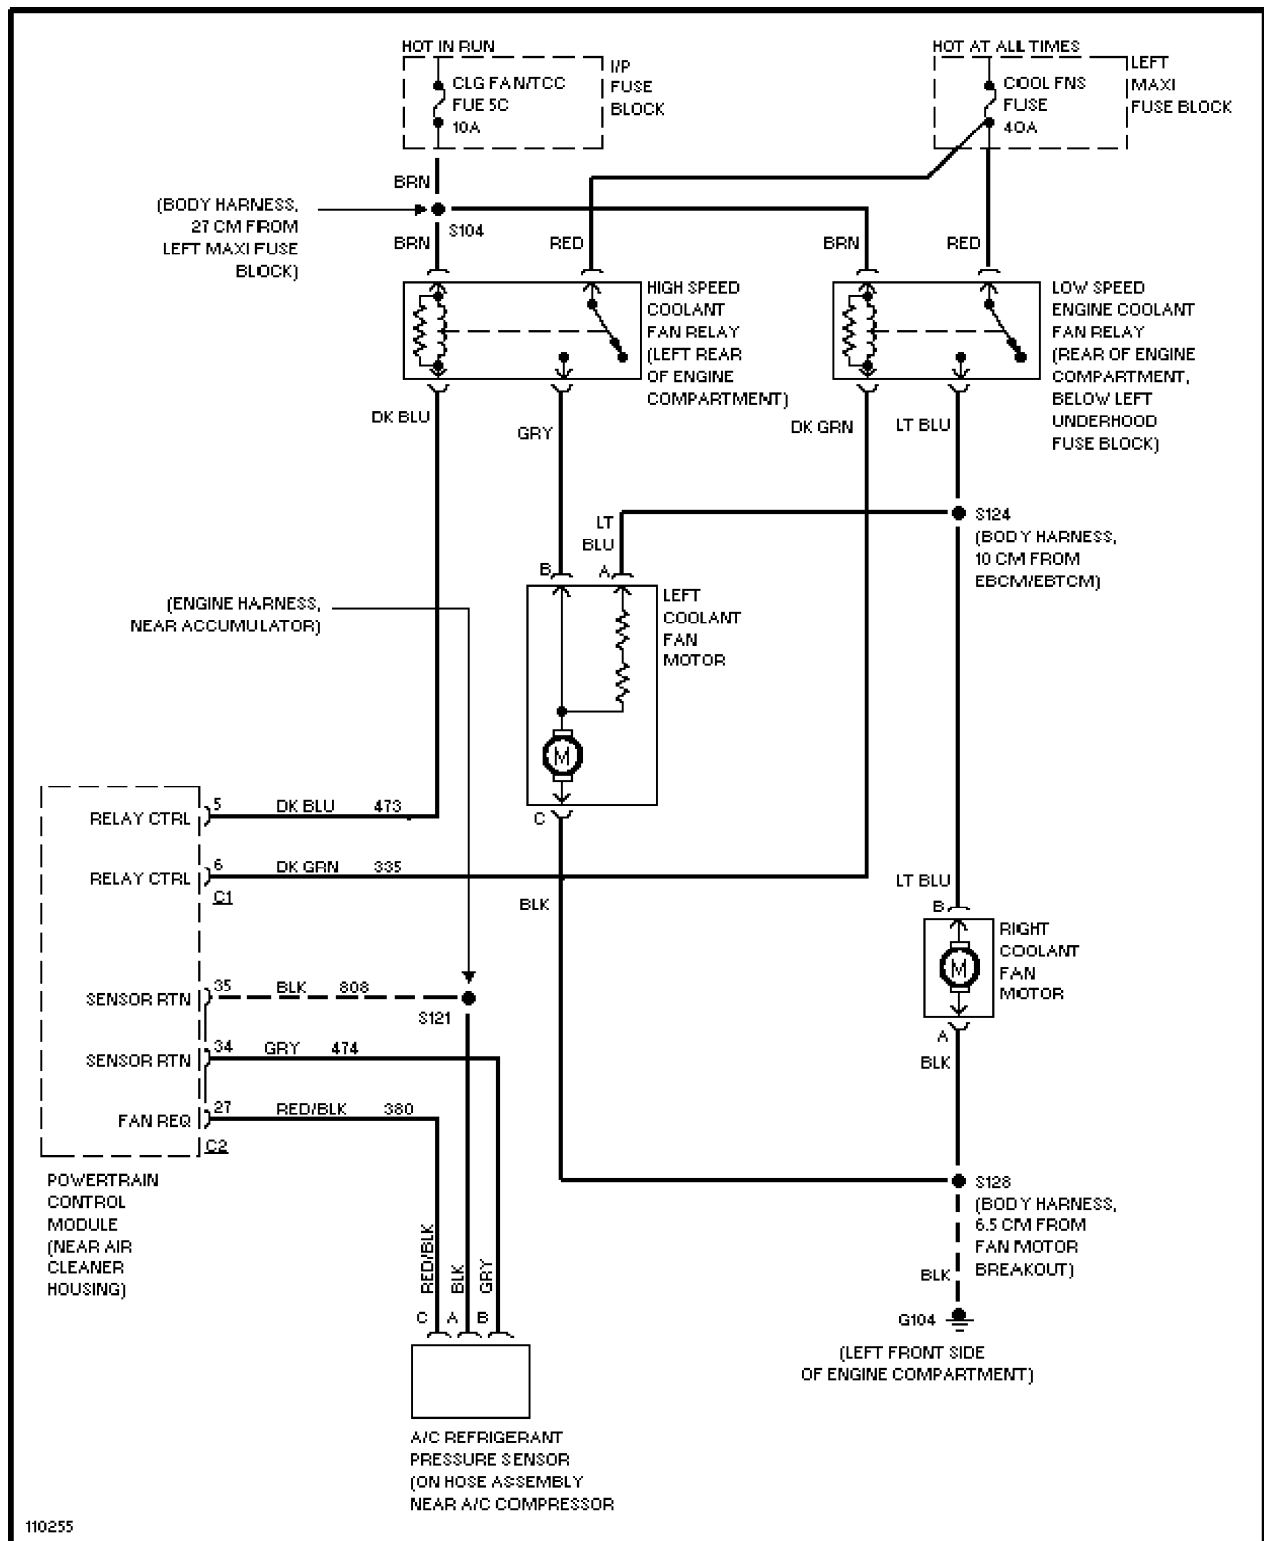 HOT IN RUN
CLG FAN/TCC
FUE 5C
10A
I/P
FUSE
BLOCK
HOT AT ALL TIMES
COOL FNS
FUSE
40A
LEFT
MAXI
FUSE BLOCK
BRN
(BODY HARNESS,
27 CM FROM
LEFT MAXI FUSE
BLOCK)
S104
BRN
RED
BRN
RED
HIGH SPEED
COOLANT
FAN RELAY
(LEFT REAR
OF ENGINE
COMPARTMENT)
LOW SPEED
ENGINE COOLANT
FAN RELAY
(REAR OF ENGINE
COMPARTMENT,
BELOW LEFT
UNDERHOOD
FUSE BLOCK)
DK BLU
GRY
DK GRN
LT BLU
LT
BLU
S124
(BODY HARNESS,
10 CM FROM
EBCM/EBTCM)
B
A
(ENGINE HARNESS,
NEAR ACCUMULATOR)
LEFT
COOLANT
FAN
MOTOR
M
C
RELAY CTRL
5
DK BLU
473
RELAY CTRL
6
DK GRN
335
C1
BLK
LT BLU
B
RIGHT
COOLANT
FAN
MOTOR
M
A
BLK
SENSOR RTN
35
BLK
808
S121
SENSOR RTN
34
GRY
474
FAN REQ
27
RED/BLK
380
C2
POWERTRAIN
CONTROL
MODULE
(NEAR AIR
CLEANER
HOUSING)
S128
(BODY HARNESS,
6.5 CM FROM
FAN MOTOR
BREAKOUT)
BLK
G104
(LEFT FRONT SIDE
OF ENGINE COMPARTMENT)
RED/BLK
BLK
GRY
C
A
B
A/C REFRIGERANT
PRESSURE SENSOR
(ON HOSE ASSEMBLY
NEAR A/C COMPRESSOR
110255